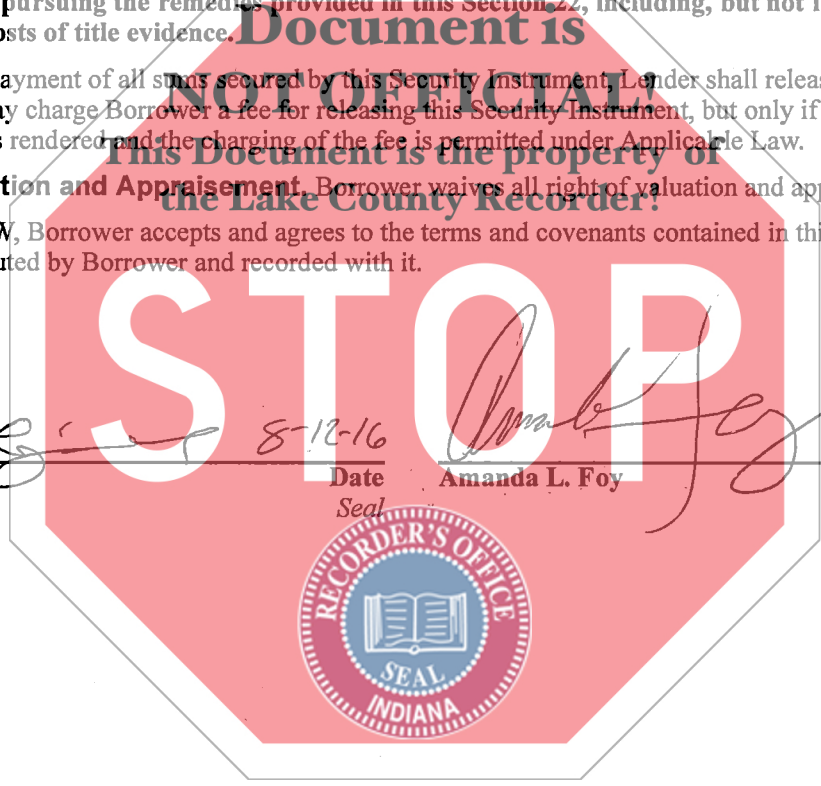 pursuing the remedies provided in this Section 22, including, but not
sts of title evidence.
Document is
ayment of all sums secured by this Security Instrument, Lender shall releas
NOT OFFICIAL!
y charge Borrower a fee for releasing this Security Instrument, but only if
s rendered and the charging of the fee is permitted under Applicable Law.
This Document is the property of
tion and Appraisement. Borrower waives all right of valuation and app
the Lake County Recorder!
W, Borrower accepts and agrees to the terms and covenants contained in thi
uted by Borrower and recorded with it.
STOP
8-12-16
Date
Amanda L. Foy
Seal
RECORDER'S OFFICE
SEAL
INDIANA